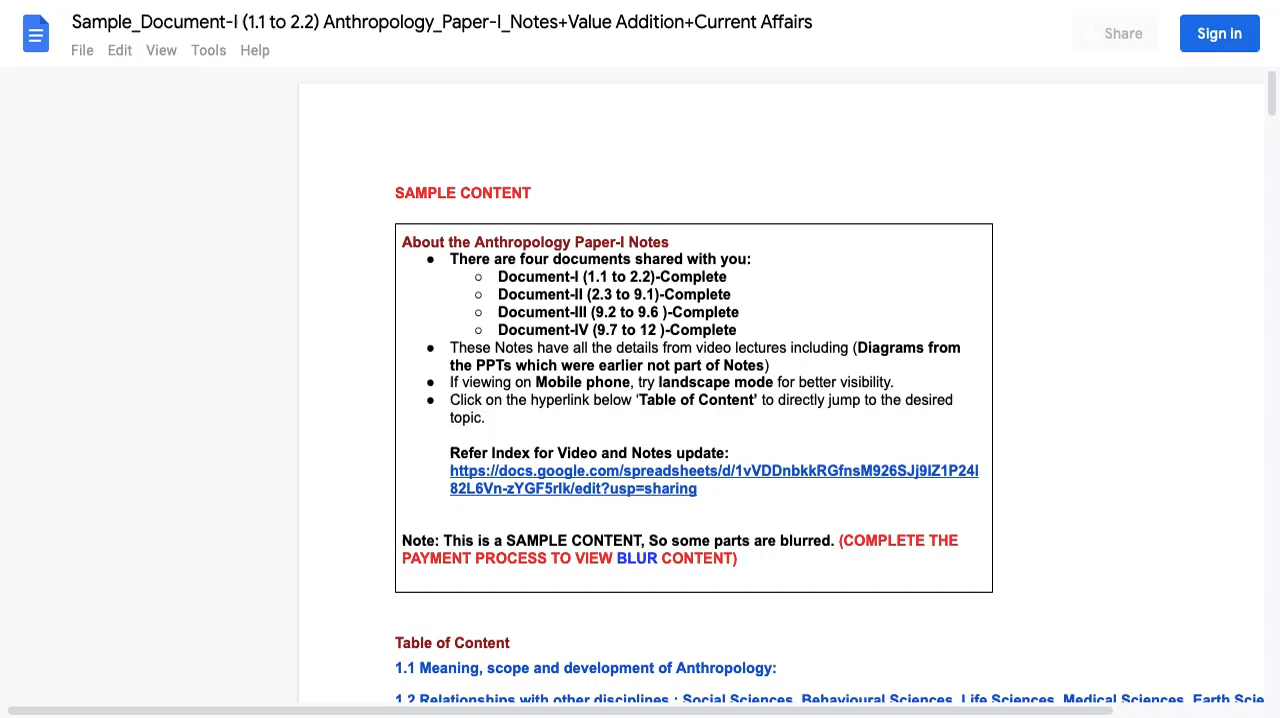 Sample_Document-I (1.1 to 2.2) Anthropology_Paper-I_Notes+Value Addition+Current Affairs
File Edit View Tools Help
Share
Sign in
SAMPLE CONTENT
About the Anthropology Paper-I Notes
● There are four documents shared with you:
○ Document-I (1.1 to 2.2)-Complete
○ Document-II (2.3 to 9.1)-Complete
○ Document-III (9.2 to 9.6 )-Complete
○ Document-IV (9.7 to 12 )-Complete
● These Notes have all the details from video lectures including (Diagrams from
the PPTs which were earlier not part of Notes)
● If viewing on Mobile phone, try landscape mode for better visibility.
● Click on the hyperlink below ‘Table of Content’ to directly jump to the desired
topic.
Refer Index for Video and Notes update:
https://docs.google.com/spreadsheets/d/1vVDDnbkkRGfnsM926SJj9lZ1P24I
82L6Vn-zYGF5rIk/edit?usp=sharing
Note: This is a SAMPLE CONTENT, So some parts are blurred. (COMPLETE THE
PAYMENT PROCESS TO VIEW BLUR CONTENT)
Table of Content
1.1 Meaning, scope and development of Anthropology:
1.2 Relationships with other disciplines : Social Sciences, Behavioural Sciences, Life Sciences, Medical Sciences, Earth Scie